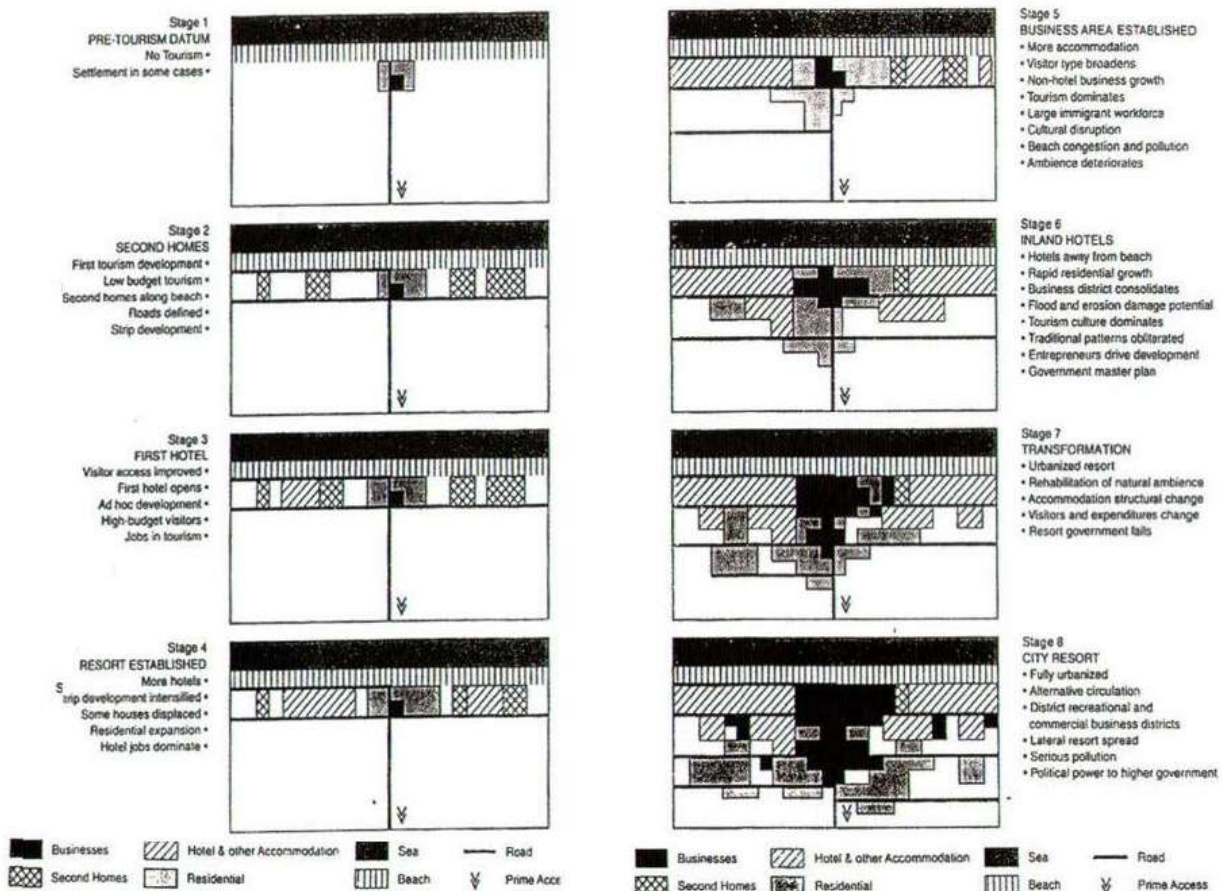 Stage 1
PRE-TOURISM DATUM
No Tourism •
Settlement in some cases •
Stage 2
SECOND HOMES
First tourism development •
Low budget tourism •
Second homes along beach •
Roads defined •
Strip development •
Stage 3
FIRST HOTEL
Visitor access improved •
First hotel opens •
Ad hoc development •
High-budget visitors •
Jobs in tourism •
Stage 4
RESORT ESTABLISHED
More hotels •
S
trip development intensified •
Some houses displaced •
Residential expansion •
Hotel jobs dominate •
Businesses
Hotel & other Accommodation
Sea
Road
Second Homes
Residential
Beach
Prime Acce
Stage 5
BUSINESS AREA ESTABLISHED
• More accommodation
• Visitor type broadens
• Non-hotel business growth
• Tourism dominates
• Large immigrant workforce
• Cultural disruption
• Beach congestion and pollution
• Ambience deteriorates
Stage 6
INLAND HOTELS
• Hotels away from beach
• Rapid residential growth
• Business district consolidates
• Flood and erosion damage potential
• Tourism culture dominates
• Traditional patterns obliterated
• Entrepreneurs drive development
• Government master plan
Stage 7
TRANSFORMATION
• Urbanized resort
• Rehabilitation of natural ambience
• Accommodation structural change
• Visitors and expenditures change
• Resort government fails
Stage 8
CITY RESORT
• Fully urbanized
• Alternative circulation
• District recreational and
commercial business districts
• Lateral resort spread
• Serious pollution
• Political power to higher government
Businesses
Hotel & other Accommodation
Sea
Road
Second Homes
Residential
Beach
Prime Access